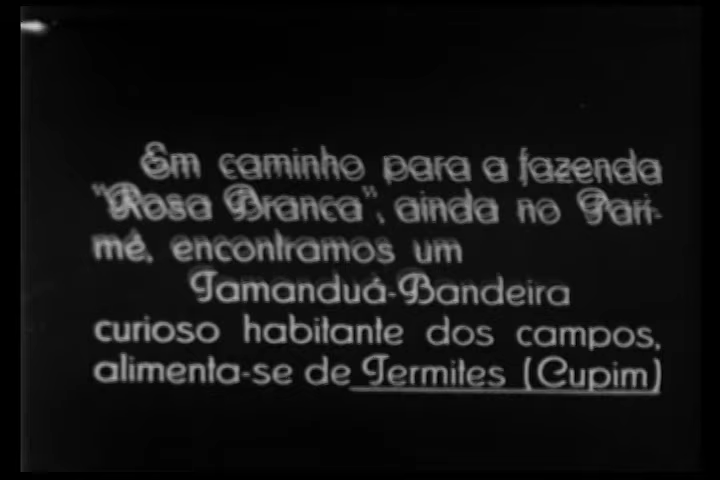 Em caminho para a fazenda
"Rosa Branca", ainda no Pari-
mé, encontramos um
Tamanduá-Bandeira
curioso habitante dos campos,
alimenta-se de Termites (Cupim)